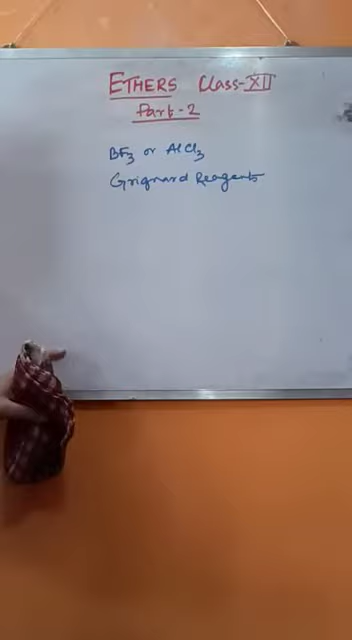 ETHERS Class-XII
Part-2
BF₃ or AlCl₃
Grignard Reagents